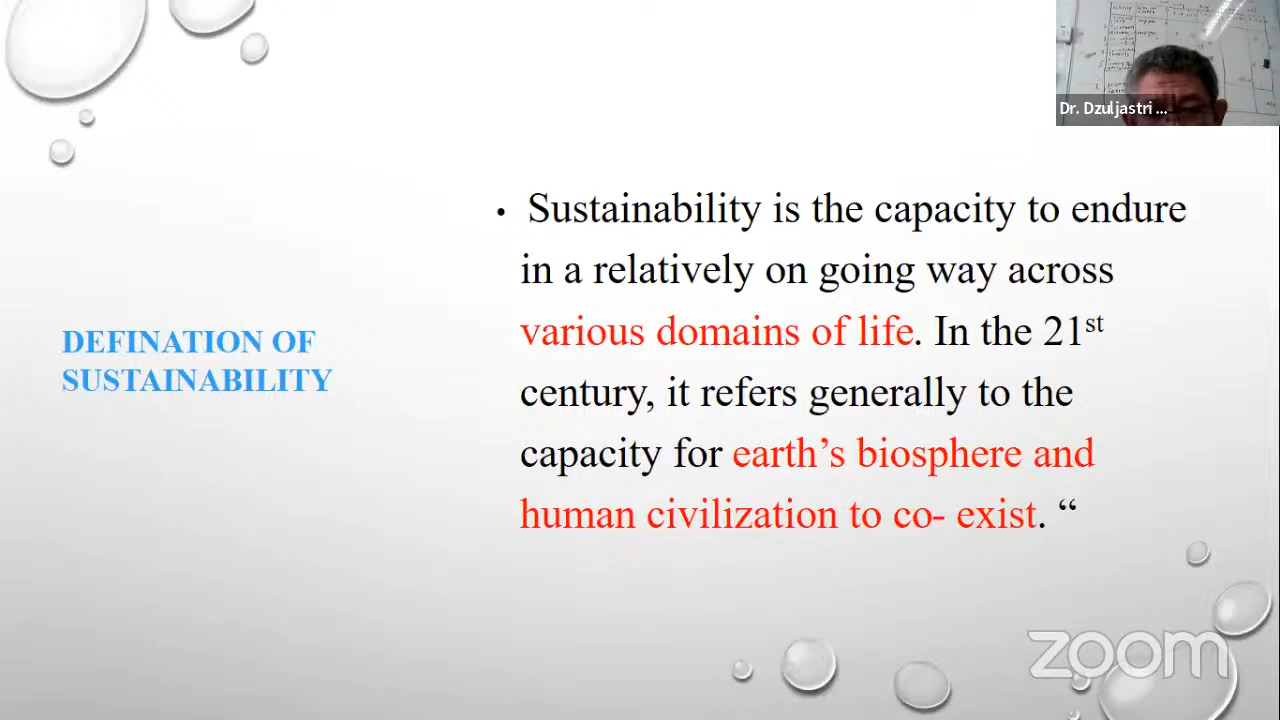 Dr. Dzuljastri ...
• Sustainability is the capacity to endure
in a relatively on going way across
various domains of life. In the 21st
century, it refers generally to the
capacity for earth’s biosphere and
human civilization to co- exist. “
DEFINATION OF
SUSTAINABILITY
zoom